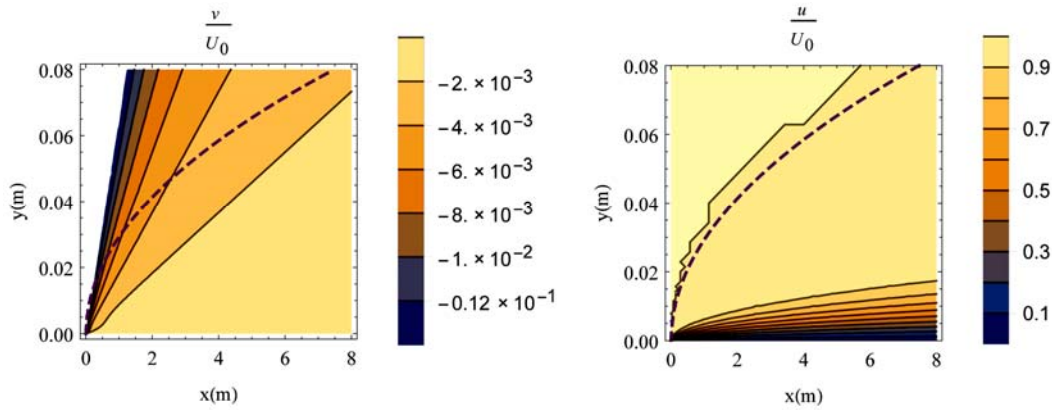 v
U0
0.08
0.06
0.04
0.02
0.00
y(m)
0
2
4
6
8
x(m)
-2. × 10⁻³
-4. × 10⁻³
-6. × 10⁻³
-8. × 10⁻³
-1. × 10⁻²
-0.12 × 10⁻¹
u
U0
0.08
0.06
0.04
0.02
0.00
y(m)
0
2
4
6
8
x(m)
0.9
0.7
0.5
0.3
0.1